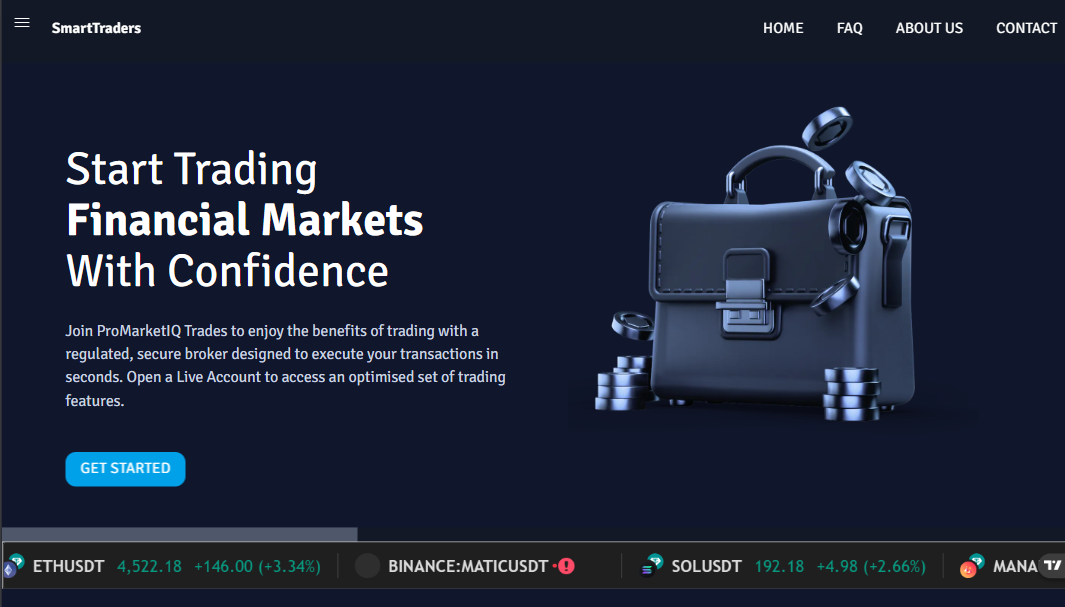 SmartTraders
HOME FAQ ABOUT US CONTACT
Start Trading
Financial Markets
With Confidence
Join ProMarketIQ Trades to enjoy the benefits of trading with a
regulated, secure broker designed to execute your transactions in
seconds. Open a Live Account to access an optimised set of trading
features.
GET STARTED
ETHUSDT 4,522.18 +146.00 (+3.34%) BINANCE:MATICUSDT SOLUSDT 192.18 +4.98 (+2.66%) MANA